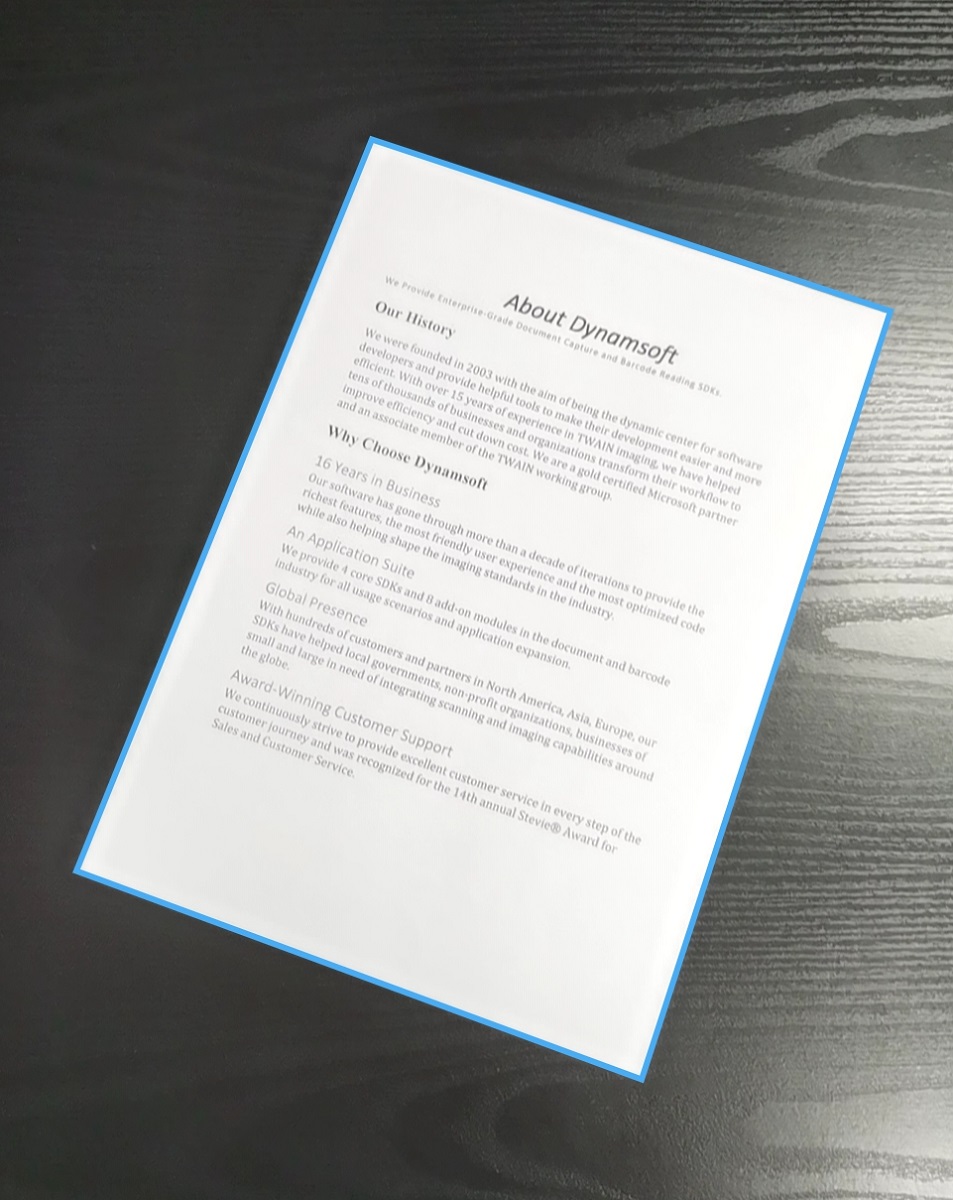 About Dynamsoft
We Provide Enterprise-Grade Document Capture and Barcode Reading SDKs.
Our History
We were founded in 2003 with the aim of being the dynamic center for software
developers and provide helpful tools to make their development easier and more
efficient. With over 15 years of experience in TWAIN imaging, we have helped
tens of thousands of businesses and organizations transform their workflow to
improve efficiency and cut down cost. We are a gold certified Microsoft partner
and an associate member of the TWAIN working group.
Why Choose Dynamsoft
16 Years in Business
Our software has gone through more than a decade of iterations to provide the
richest features, the most friendly user experience and the most optimized code
while also helping shape the imaging standards in the industry.
An Application Suite
We provide 4 core SDKs and 8 add-on modules in the document and barcode
industry for all usage scenarios and application expansion.
Global Presence
With hundreds of customers and partners in North America, Asia, Europe, our
SDKs have helped local governments, non-profit organizations, businesses of
small and large in need of integrating scanning and imaging capabilities around
the globe.
Award-Winning Customer Support
We continuously strive to provide excellent customer service in every step of the
customer journey and was recognized for the 14th annual Stevie® Award for
Sales and Customer Service.